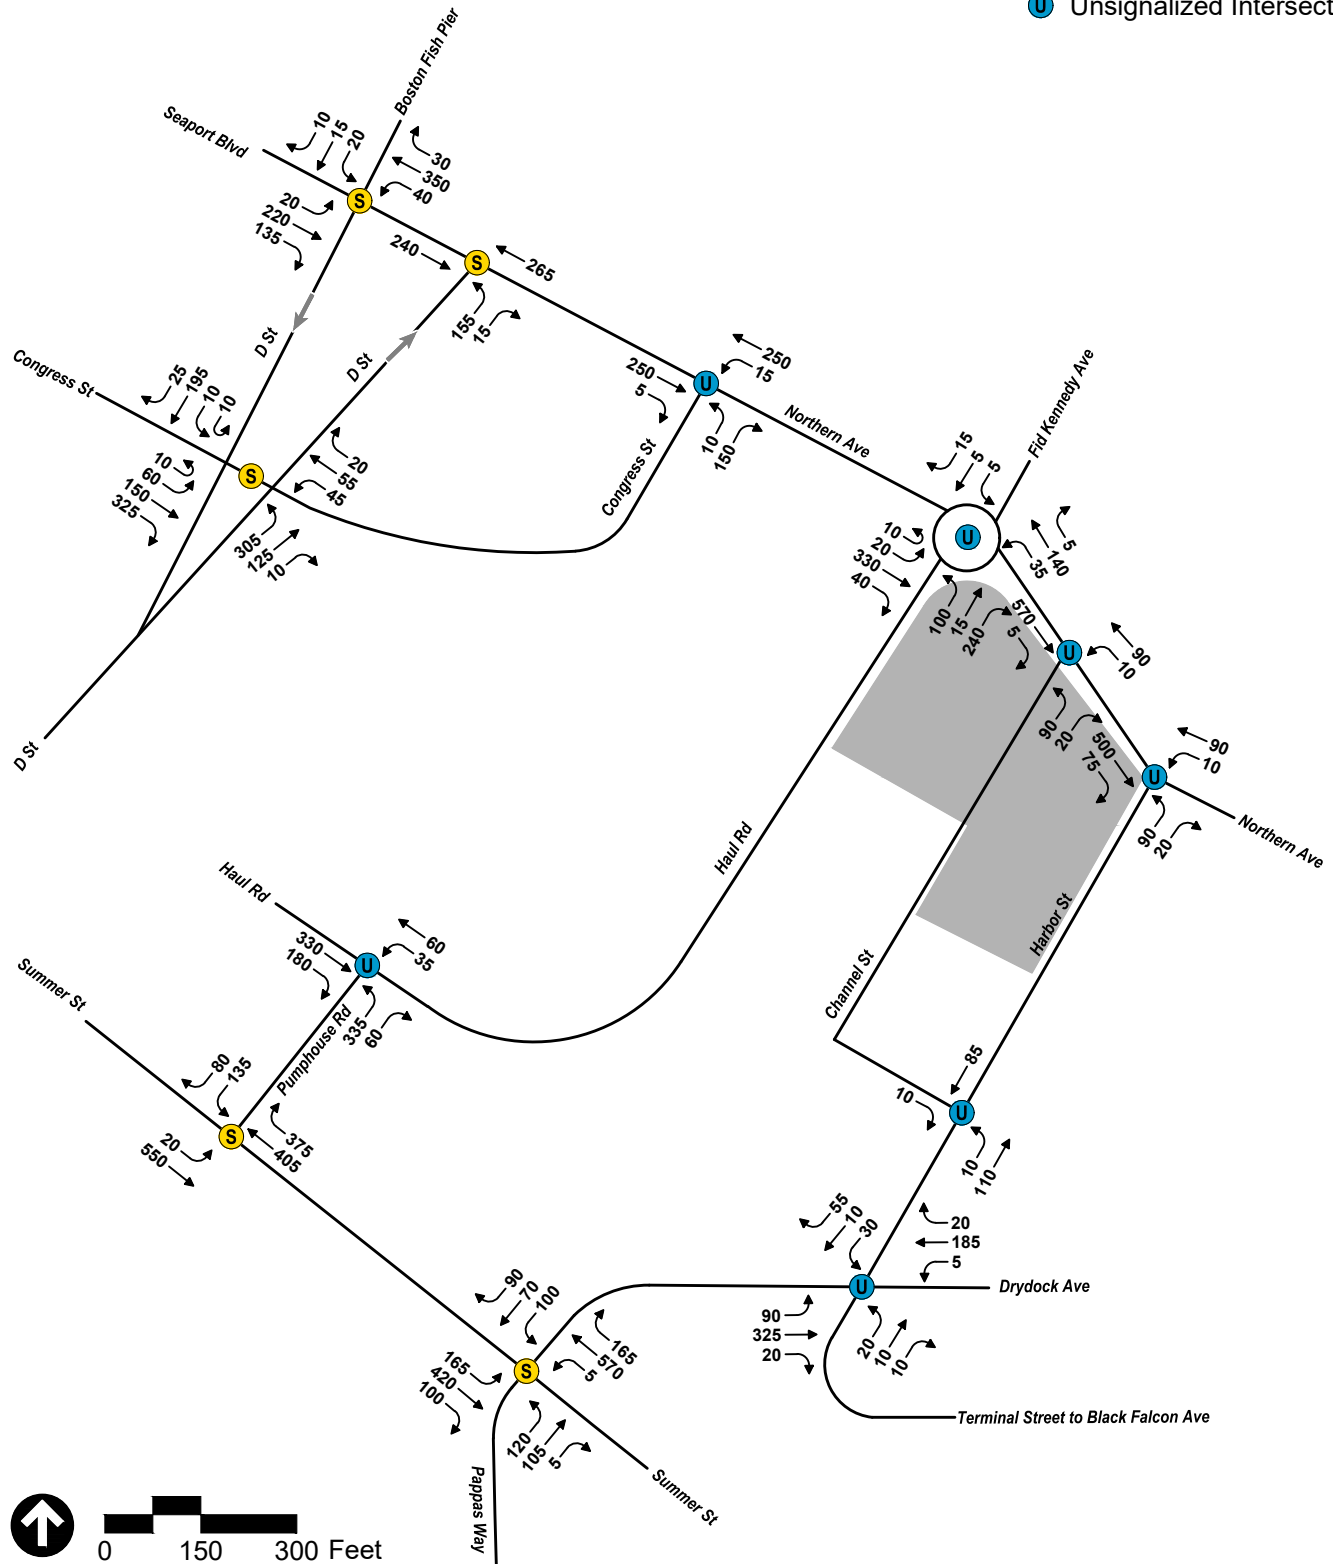 U Unsignalized Intersect
Boston Fish Pier
Seaport Blvd
10
15
20
30
350
40
S
20
220
135
240
S
265
155
15
D St
D St
Congress St
25
195
10
10
10
60
150
325
S
20
55
45
305
125
10
250
5
U
250
15
10
150
Congress St
Northern Ave
Fid Kennedy Ave
15
5
5
U
10
20
330
40
5
140
35
100
15
240
570
5
U
90
10
90
20
500
75
90
10
U
90
20
Northern Ave
D St
Haul Rd
Haul Rd
330
180
U
60
35
335
60
Pumphouse Rd
Summer St
80
135
S
20
550
375
405
Channel St
Harbor St
85
10
U
10
110
55
10
30
20
185
5
U
Drydock Ave
90
325
20
20
10
10
Terminal Street to Black Falcon Ave
90
70
100
165
570
5
S
165
420
100
120
105
5
Summer St
Pappas Way
0 150 300 Feet